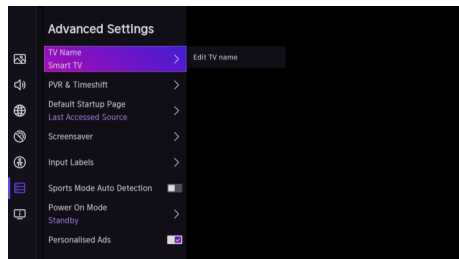 Advanced Settings
TV Name
Smart TV
Edit TV name
PVR & Timeshift
Default Startup Page
Last Accessed Source
Screensaver
Input Labels
Sports Mode Auto Detection
Power On Mode
Standby
Personalised Ads